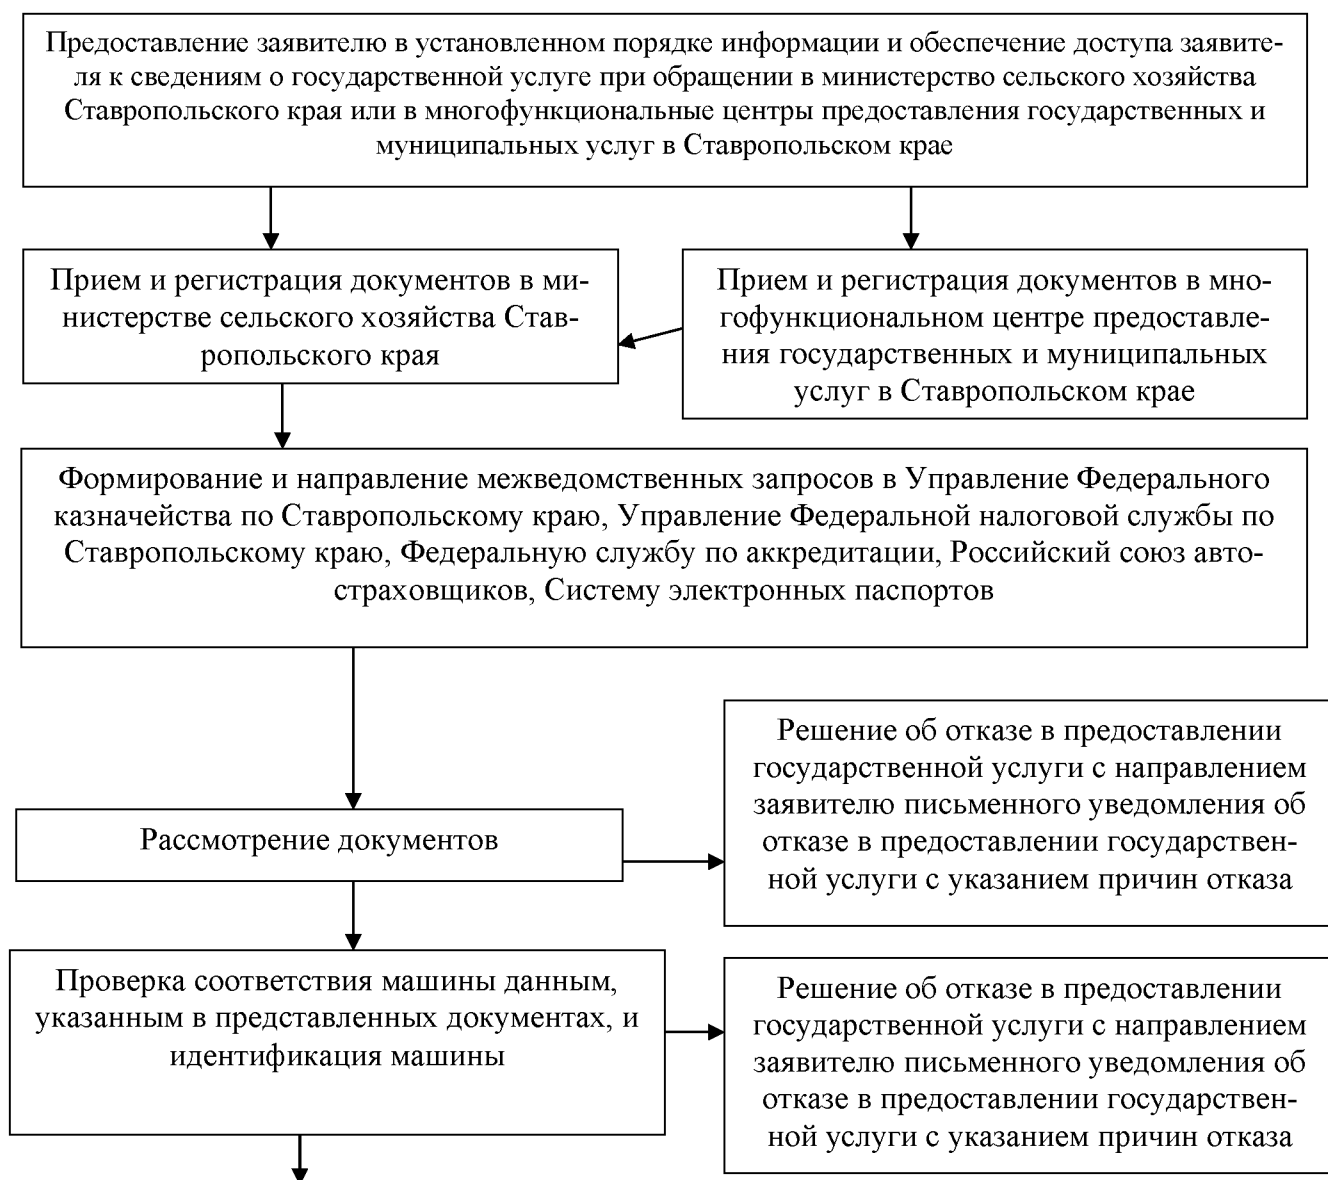 Предоставление заявителю в установленном порядке информации и обеспечение доступа заявите-
ля к сведениям о государственной услуге при обращении в министерство сельского хозяйства
Ставропольского края или в многофункциональные центры предоставления государственных и
муниципальных услуг в Ставропольском крае
Прием и регистрация документов в ми-
нистерстве сельского хозяйства Став-
ропольского края
Прием и регистрация документов в мно-
гофункциональном центре предоставле-
ния государственных и муниципальных
услуг в Ставропольском крае
Формирование и направление межведомственных запросов в Управление Федерального
казначейства по Ставропольскому краю, Управление Федеральной налоговой службы по
Ставропольскому краю, Федеральную службу по аккредитации, Российский союз авто-
страховщиков, Систему электронных паспортов
Рассмотрение документов
Решение об отказе в предоставлении
государственной услуги с направлением
заявителю письменного уведомления об
отказе в предоставлении государствен-
ной услуги с указанием причин отказа
Проверка соответствия машины данным,
указанным в представленных документах, и
идентификация машины
Решение об отказе в предоставлении
государственной услуги с направлением
заявителю письменного уведомления об
отказе в предоставлении государствен-
ной услуги с указанием причин отказа